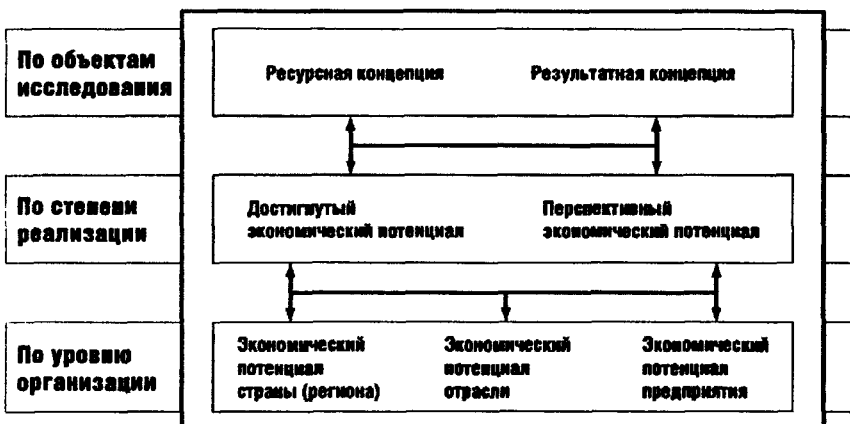 По объектам
исследования
Ресурсная концепция
Результатная концепция
По степени
реализации
Достигнутый
экономический потенциал
Перспективный
экономический потенциал
По уровню
организации
Экономический
потенциал
страны (региона)
Экономический
потенциал
отрасли
Экономический
потенциал
предприятия